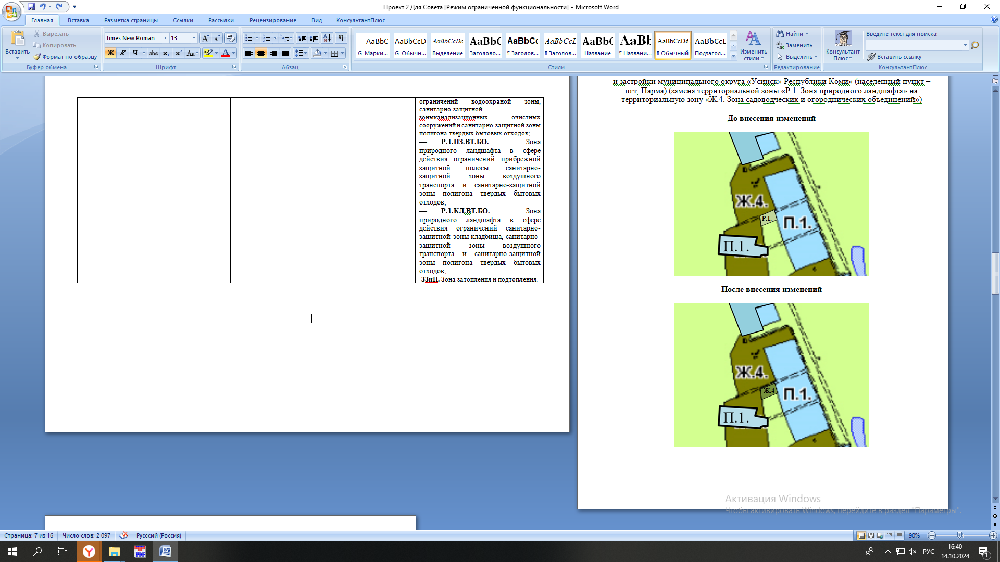 Проект 2 Для Совета [Режим ограниченной функциональности] - Microsoft Word
Главная Вставка Разметка страницы Ссылки Рассылки Рецензирование Вид КонсультантПлюс
Вставить
Вырезать
Копировать
Формат по образцу
Буфер обмена
Times New Roman 13
Ж К Ч abc x₂ x² Aa
Шрифт
Абзац
AaBbC AaBbCcD AaBbCcDc AaBbC AaBbCc AaBbCcI AaBbC AaBb AaBbCcDd AaBbCcI
G_Марки... G_Обычн... Выделение Заголово... ¶ Заголов... ¶ Заголов... Название ¶ Названи... ¶ Обычный Подзагол...
Изменить стили
Стили
Найти
Заменить
Выделить
Редактирование
Консультант Плюс
Введите текст для поиска:
Вставить ссылку
КонсультантПлюс
ограничений водоохраной зоны,
санитарно-защитной
зоныканализационных очистных
сооружений и санитарно-защитной зоны
полигона твердых бытовых отходов;
— Р.1.ПЗ.ВТ.БО. Зона
природного ландшафта в сфере
действия ограничений прибрежной
защитной полосы, санитарно-
защитной зоны воздушного
транспорта и санитарно-защитной
зоны полигона твердых бытовых
отходов;
— Р.1.КЛ.ВТ.БО. Зона
природного ландшафта в сфере
действия ограничений санитарно-
защитной зоны кладбища, санитарно-
защитной зоны воздушного
транспорта и санитарно-защитной
зоны полигона твердых бытовых
отходов;
ЗЗиП. Зона затопления и подтопления.
и застройки муниципального округа «Усинск» Республики Коми» (населенный пункт –
пгт. Парма) (замена территориальной зоны «Р.1. Зона природного ландшафта» на
территориальную зону «Ж.4. Зона садоводческих и огороднических объединений»)
До внесения изменений
Ж.4.
Р.1.
П.1.
П.1.
После внесения изменений
Ж.4.
Ж.4
П.1.
П.1.
Активация Windows
Чтобы активировать Windows, перейдите в раздел "Параметры".
Страница: 7 из 16 Число слов: 2 097 Русский (Россия) 90%
PDF
РУС
16:40
14.10.2024
1